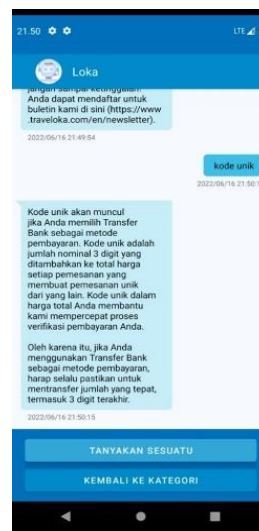 21.50
LTE
Loka
jangan sampai ketinggalan!
Anda dapat mendaftar untuk
buletin kami di sini (https://www
.traveloka.com/en/newsletter).
2022/06/16 21:49:54
kode unik
2022/06/16 21:50:1
Kode unik akan muncul
jika Anda memilih Transfer
Bank sebagai metode
pembayaran. Kode unik adalah
jumlah nominal 3 digit yang
ditambahkan ke total harga
setiap pemesanan yang
membuat pemesanan unik
dari yang lain. Kode unik dalam
harga total Anda membantu
kami mempercepat proses
verifikasi pembayaran Anda.
Oleh karena itu, jika Anda
menggunakan Transfer Bank
sebagai metode pembayaran,
harap selalu pastikan untuk
mentransfer jumlah yang tepat,
termasuk 3 digit terakhir.
2022/06/16 21:50:15
TANYAKAN SESUATU
KEMBALI KE KATEGORI